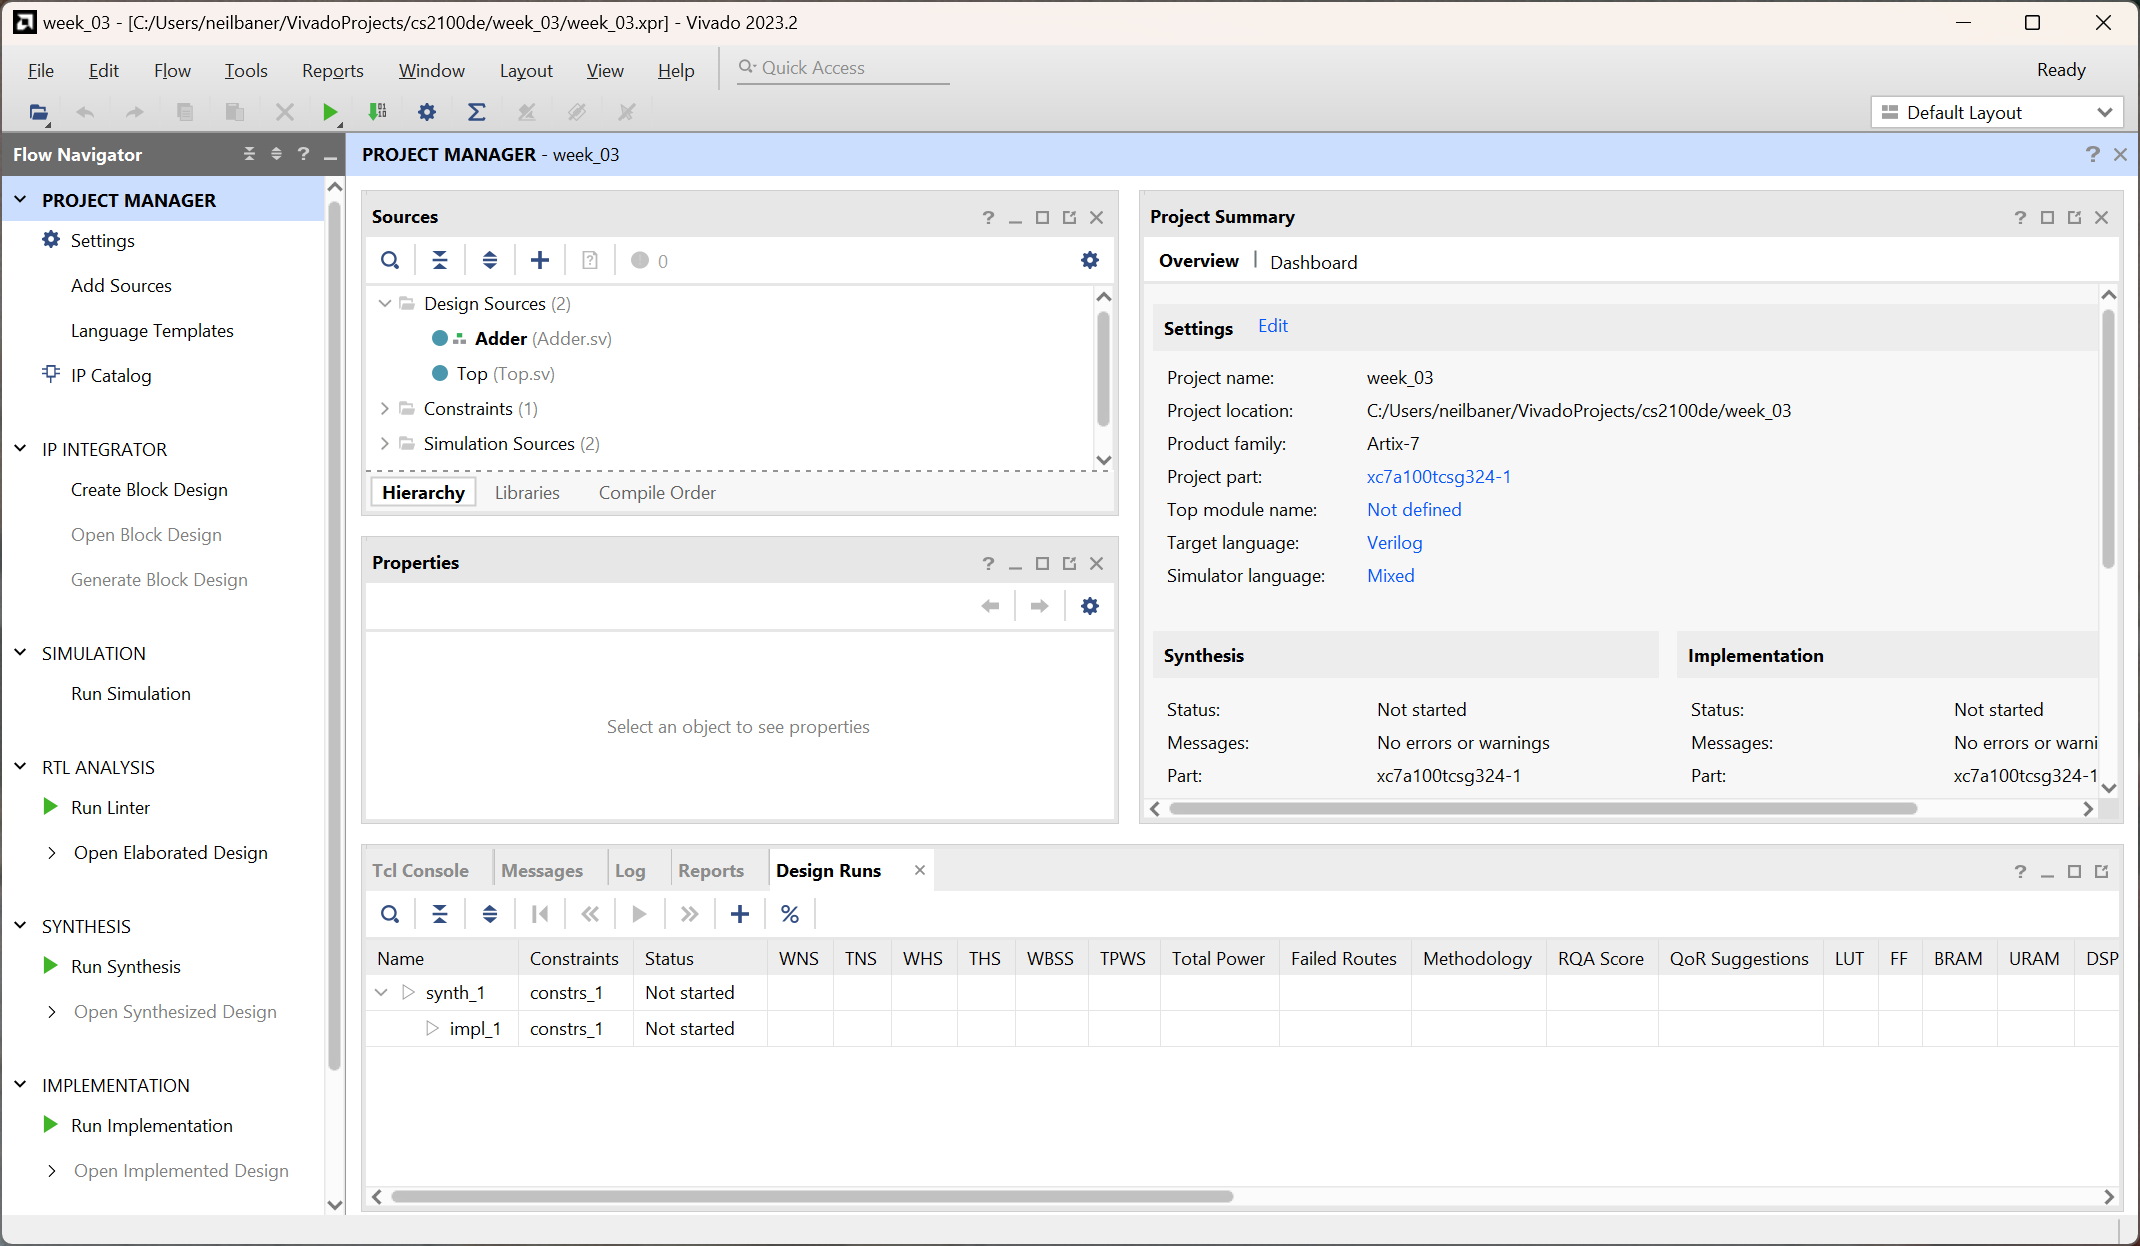 week_03 - [C:/Users/neilbaner/VivadoProjects/cs2100de/week_03/week_03.xpr] - Vivado 2023.2
File Edit Flow Tools Reports Window Layout View Help Quick Access Ready
Default Layout
Flow Navigator
PROJECT MANAGER
Settings
Add Sources
Language Templates
IP Catalog
IP INTEGRATOR
Create Block Design
Open Block Design
Generate Block Design
SIMULATION
Run Simulation
RTL ANALYSIS
Run Linter
Open Elaborated Design
SYNTHESIS
Run Synthesis
Open Synthesized Design
IMPLEMENTATION
Run Implementation
Open Implemented Design
PROJECT MANAGER - week_03
Sources
0
Design Sources (2)
Adder (Adder.sv)
Top (Top.sv)
Constraints (1)
Simulation Sources (2)
Hierarchy Libraries Compile Order
Properties
Select an object to see properties
Project Summary
Overview Dashboard
Settings Edit
Project name: week_03
Project location: C:/Users/neilbaner/VivadoProjects/cs2100de/week_03
Product family: Artix-7
Project part: xc7a100tcsg324-1
Top module name: Not defined
Target language: Verilog
Simulator language: Mixed
Synthesis
Status: Not started
Messages: No errors or warnings
Part: xc7a100tcsg324-1
Implementation
Status: Not started
Messages: No errors or warni
Part: xc7a100tcsg324-1
Tcl Console Messages Log Reports Design Runs
Name Constraints Status WNS TNS WHS THS WBSS TPWS Total Power Failed Routes Methodology RQA Score QoR Suggestions LUT FF BRAM URAM DSP
synth_1 constrs_1 Not started
impl_1 constrs_1 Not started